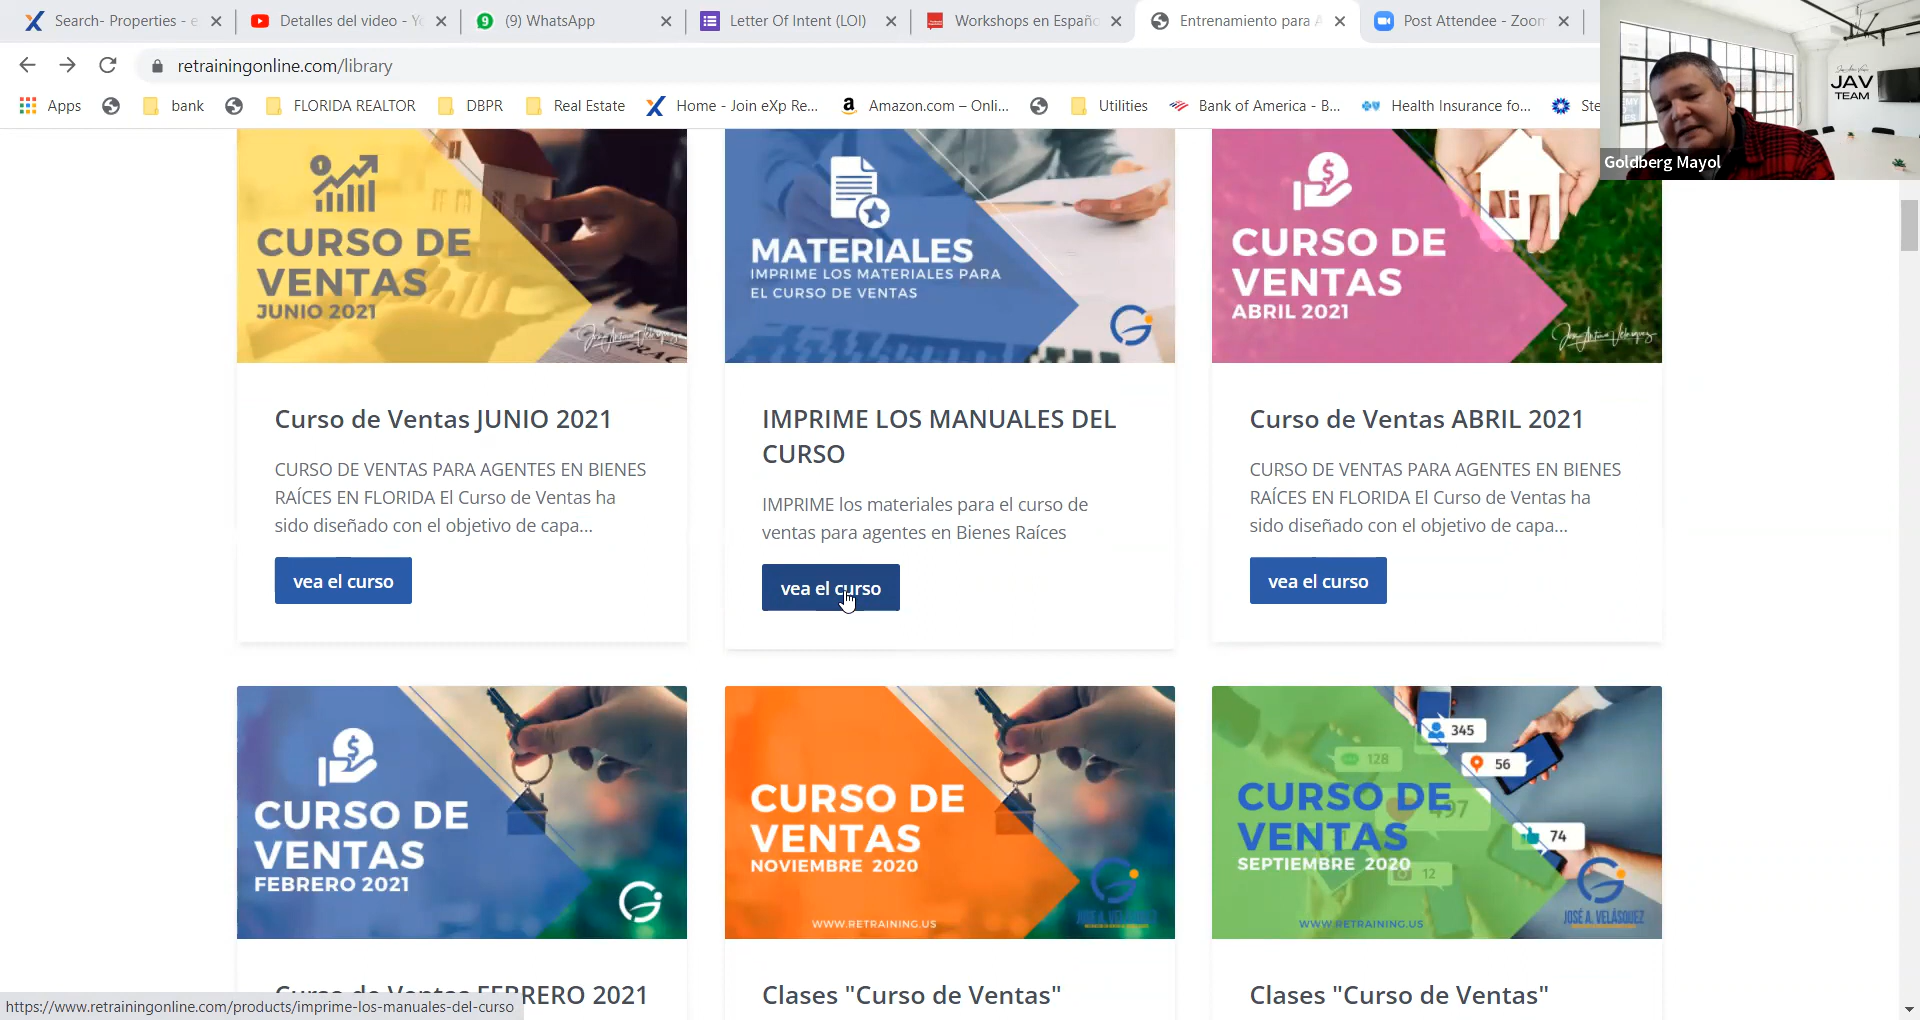 Search- Properties - e
Detalles del video - Y
(9) WhatsApp
Letter Of Intent (LOI)
Workshops en Españo
Entrenamiento para A
Post Attendee - Zoom
retrainingonline.com/library
Apps
bank
FLORIDA REALTOR
DBPR
Real Estate
Home - Join eXp Re...
Amazon.com – Onli...
Utilities
Bank of America - B...
Health Insurance fo...
Ste
JAV
TEAM
Goldberg Mayol
CURSO DE
VENTAS
JUNIO 2021
MATERIALES
IMPRIME LOS MATERIALES PARA
EL CURSO DE VENTAS
CURSO DE
VENTAS
ABRIL 2021
Curso de Ventas JUNIO 2021
CURSO DE VENTAS PARA AGENTES EN BIENES
RAÍCES EN FLORIDA El Curso de Ventas ha
sido diseñado con el objetivo de capa...
vea el curso
IMPRIME LOS MANUALES DEL
CURSO
IMPRIME los materiales para el curso de
ventas para agentes en Bienes Raíces
vea el curso
Curso de Ventas ABRIL 2021
CURSO DE VENTAS PARA AGENTES EN BIENES
RAÍCES EN FLORIDA El Curso de Ventas ha
sido diseñado con el objetivo de capa...
vea el curso
CURSO DE
VENTAS
FEBRERO 2021
CURSO DE
VENTAS
NOVIEMBRE 2020
WWW.RETRAINING.US
JOSÉ A. VELÁSQUEZ
345
128
56
497
74
12
CURSO DE
VENTAS
SEPTIEMBRE 2020
WWW.RETRAINING.US
JOSÉ A. VELÁSQUEZ
Curso de Ventas FEBRERO 2021
Clases "Curso de Ventas"
Clases "Curso de Ventas"
https://www.retrainingonline.com/products/imprime-los-manuales-del-curso